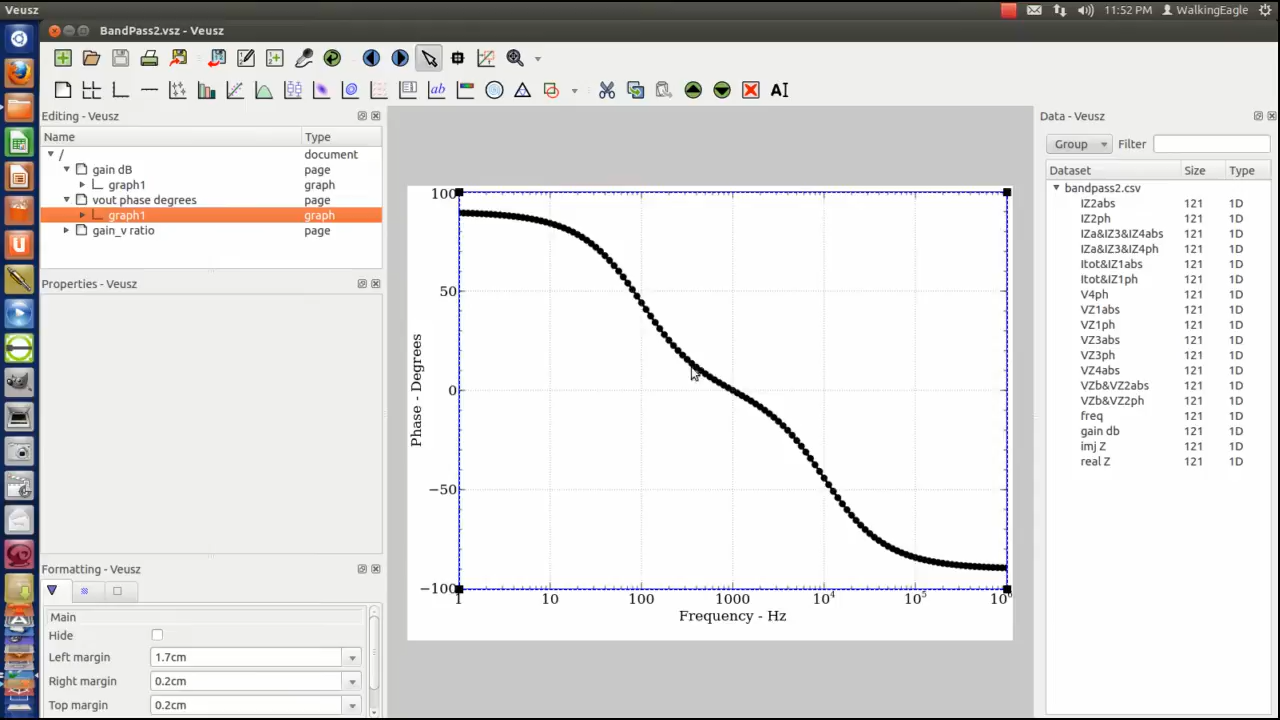 Veusz
11:52 PM
WalkingEagle
BandPass2.vsz - Veusz
ab
AI
Editing - Veusz
Name Type
/ document
gain dB page
graph1 graph
vout phase degrees page
graph1 graph
gain_v ratio page
Properties - Veusz
Formatting - Veusz
Main
Hide
Left margin 1.7cm
Right margin 0.2cm
Top margin 0.2cm
100
50
0
−50
−100
Phase - Degrees
1 10 100 1000 10⁴ 10⁵
Frequency - Hz
Data - Veusz
Group Filter
Dataset Size Type
bandpass2.csv
IZ2abs 121 1D
IZ2ph 121 1D
IZa&IZ3&IZ4abs 121 1D
IZa&IZ3&IZ4ph 121 1D
Itot&IZ1abs 121 1D
Itot&IZ1ph 121 1D
V4ph 121 1D
VZ1abs 121 1D
VZ1ph 121 1D
VZ3abs 121 1D
VZ3ph 121 1D
VZ4abs 121 1D
VZb&VZ2abs 121 1D
VZb&VZ2ph 121 1D
freq 121 1D
gain db 121 1D
imj Z 121 1D
real Z 121 1D